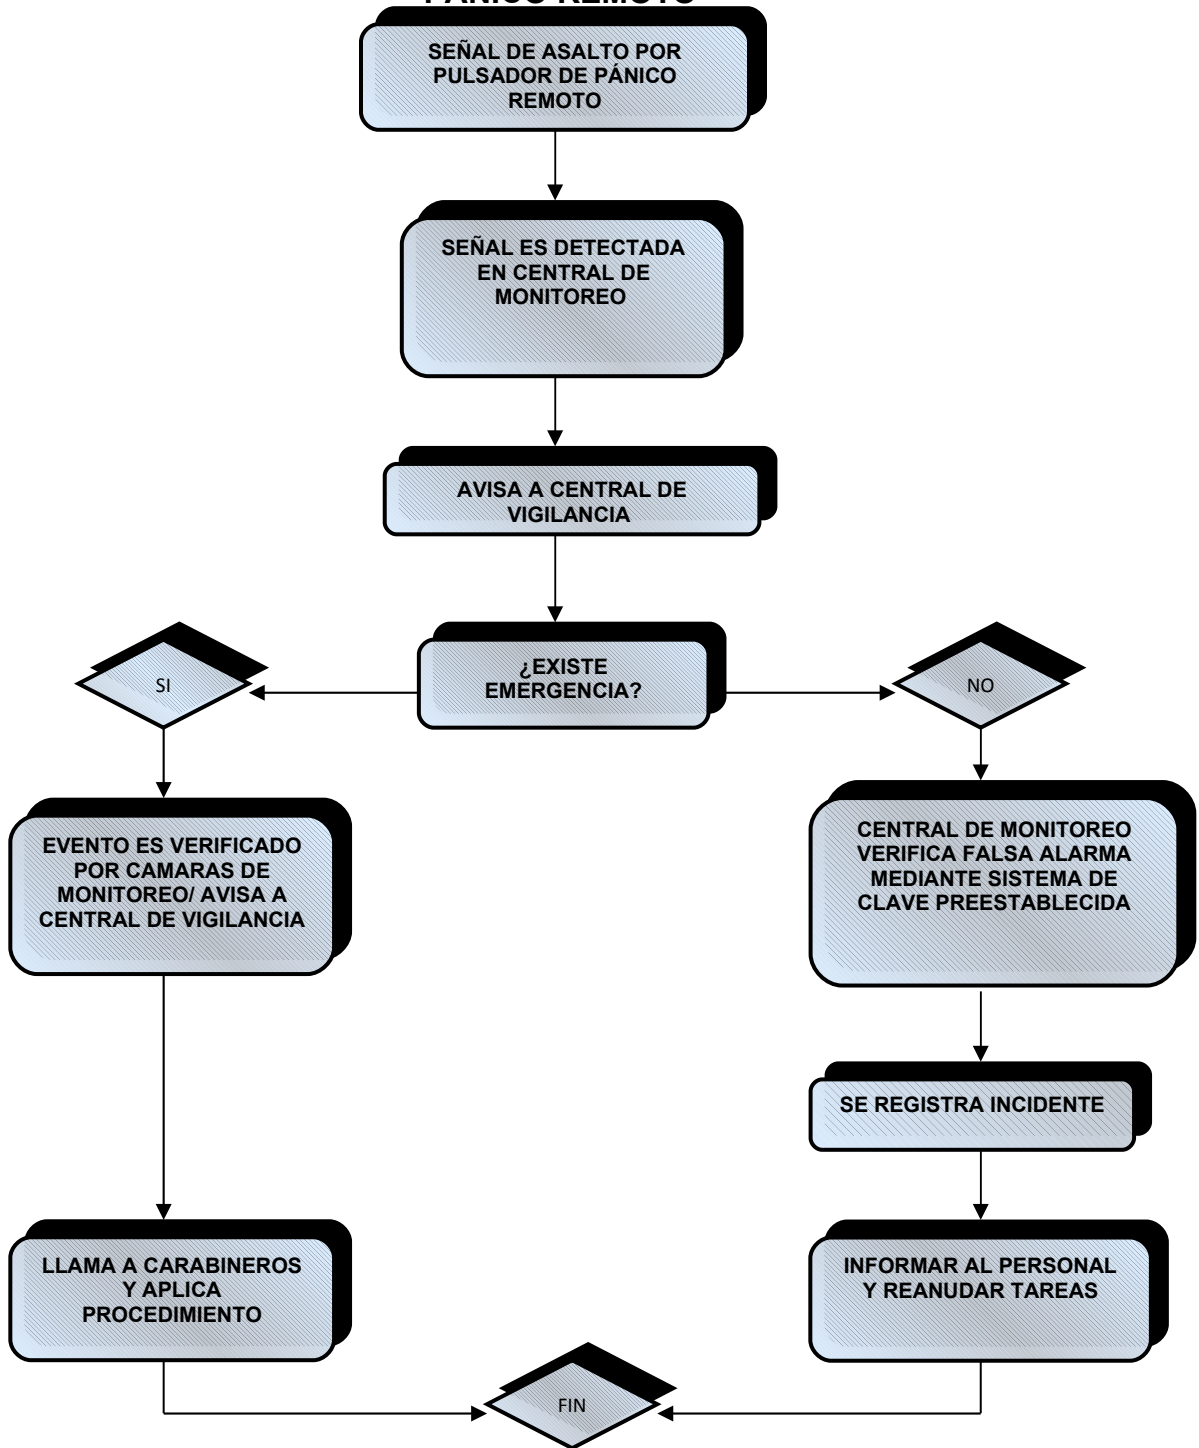 PÁNICO REMOTO
SEÑAL DE ASALTO POR
PULSADOR DE PÁNICO
REMOTO
SEÑAL ES DETECTADA
EN CENTRAL DE
MONITOREO
AVISA A CENTRAL DE
VIGILANCIA
¿EXISTE
EMERGENCIA?
SI
NO
EVENTO ES VERIFICADO
POR CAMARAS DE
MONITOREO/ AVISA A
CENTRAL DE VIGILANCIA
CENTRAL DE MONITOREO
VERIFICA FALSA ALARMA
MEDIANTE SISTEMA DE
CLAVE PREESTABLECIDA
SE REGISTRA INCIDENTE
LLAMA A CARABINEROS
Y APLICA
PROCEDIMIENTO
INFORMAR AL PERSONAL
Y REANUDAR TAREAS
FIN